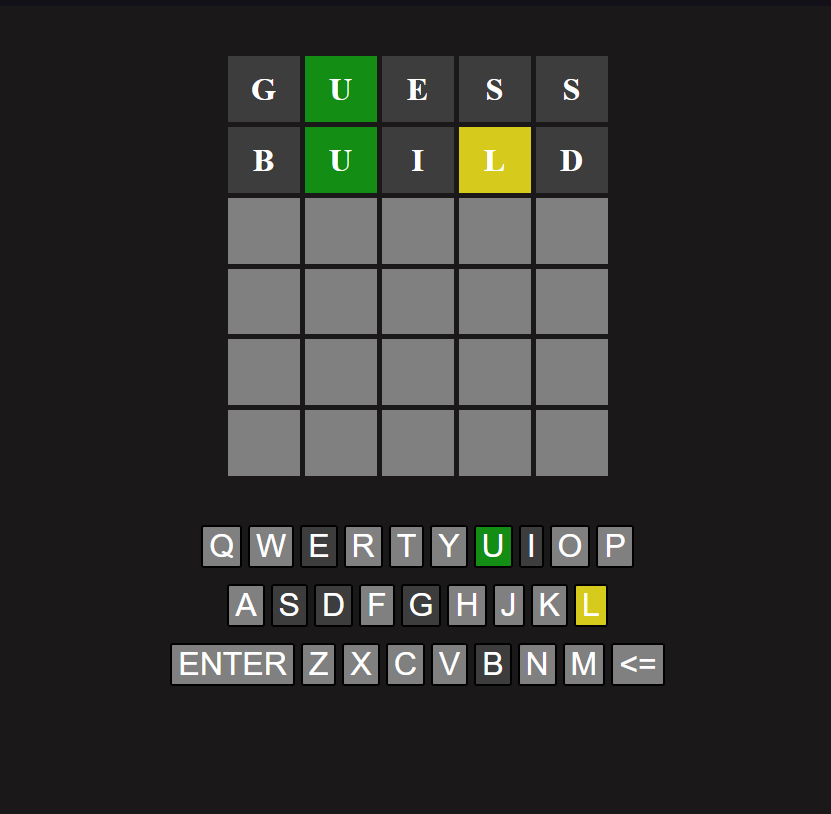 G U E S S
B U I L D
Q W E R T Y U I O P
A S D F G H J K L
ENTER Z X C V B N M <=